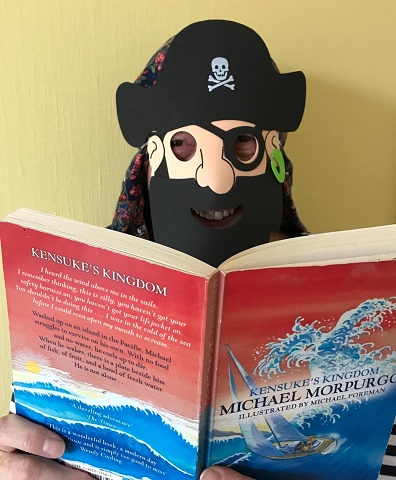 KENSUKE'S KINGDOM
I heard the wind above me in the sails.
I remember thinking, this is silly, you haven't got your
safety harness on, you haven't got your life-jacket on.
You shouldn't be doing this . . . I was in the cold of the sea
before I could even open my mouth to scream.
Washed up on an island in the Pacific, Michael
struggles to survive on his own. With no food
and no water, he curls up to die.
When he wakes, there is a plate beside him
of fish, of fruit, and a bowl of fresh water.
He is not alone . . .
'A dazzling adventure'
The Times
'This is a wonderful book, a modern day
and is simply too good to miss'
Wendy Cooling
KENSUKE'S KINGDOM
MICHAEL MORPURGO
ILLUSTRATED BY MICHAEL FOREMAN